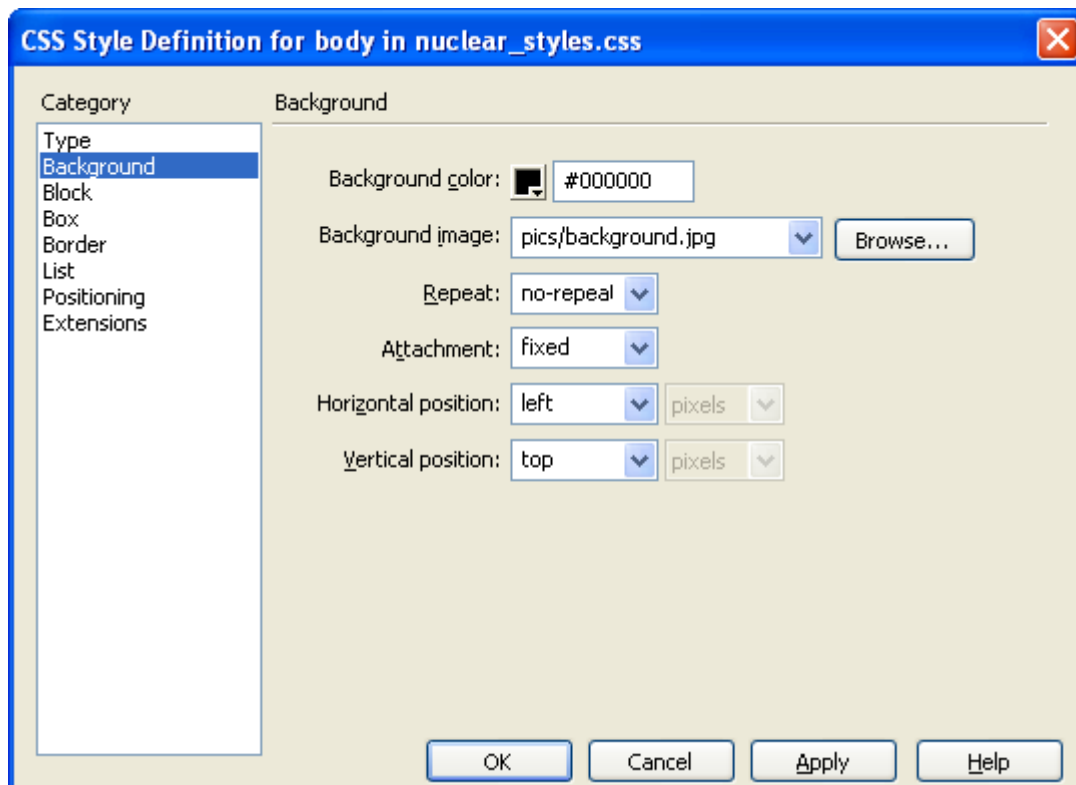 CSS Style Definition for body in nuclear_styles.css
Category
Background
Type
Background
Block
Box
Border
List
Positioning
Extensions
Background color: #000000
Background image: pics/background.jpg Browse...
Repeat: no-repeat
Attachment: fixed
Horizontal position: left pixels
Vertical position: top pixels
OK Cancel Apply Help